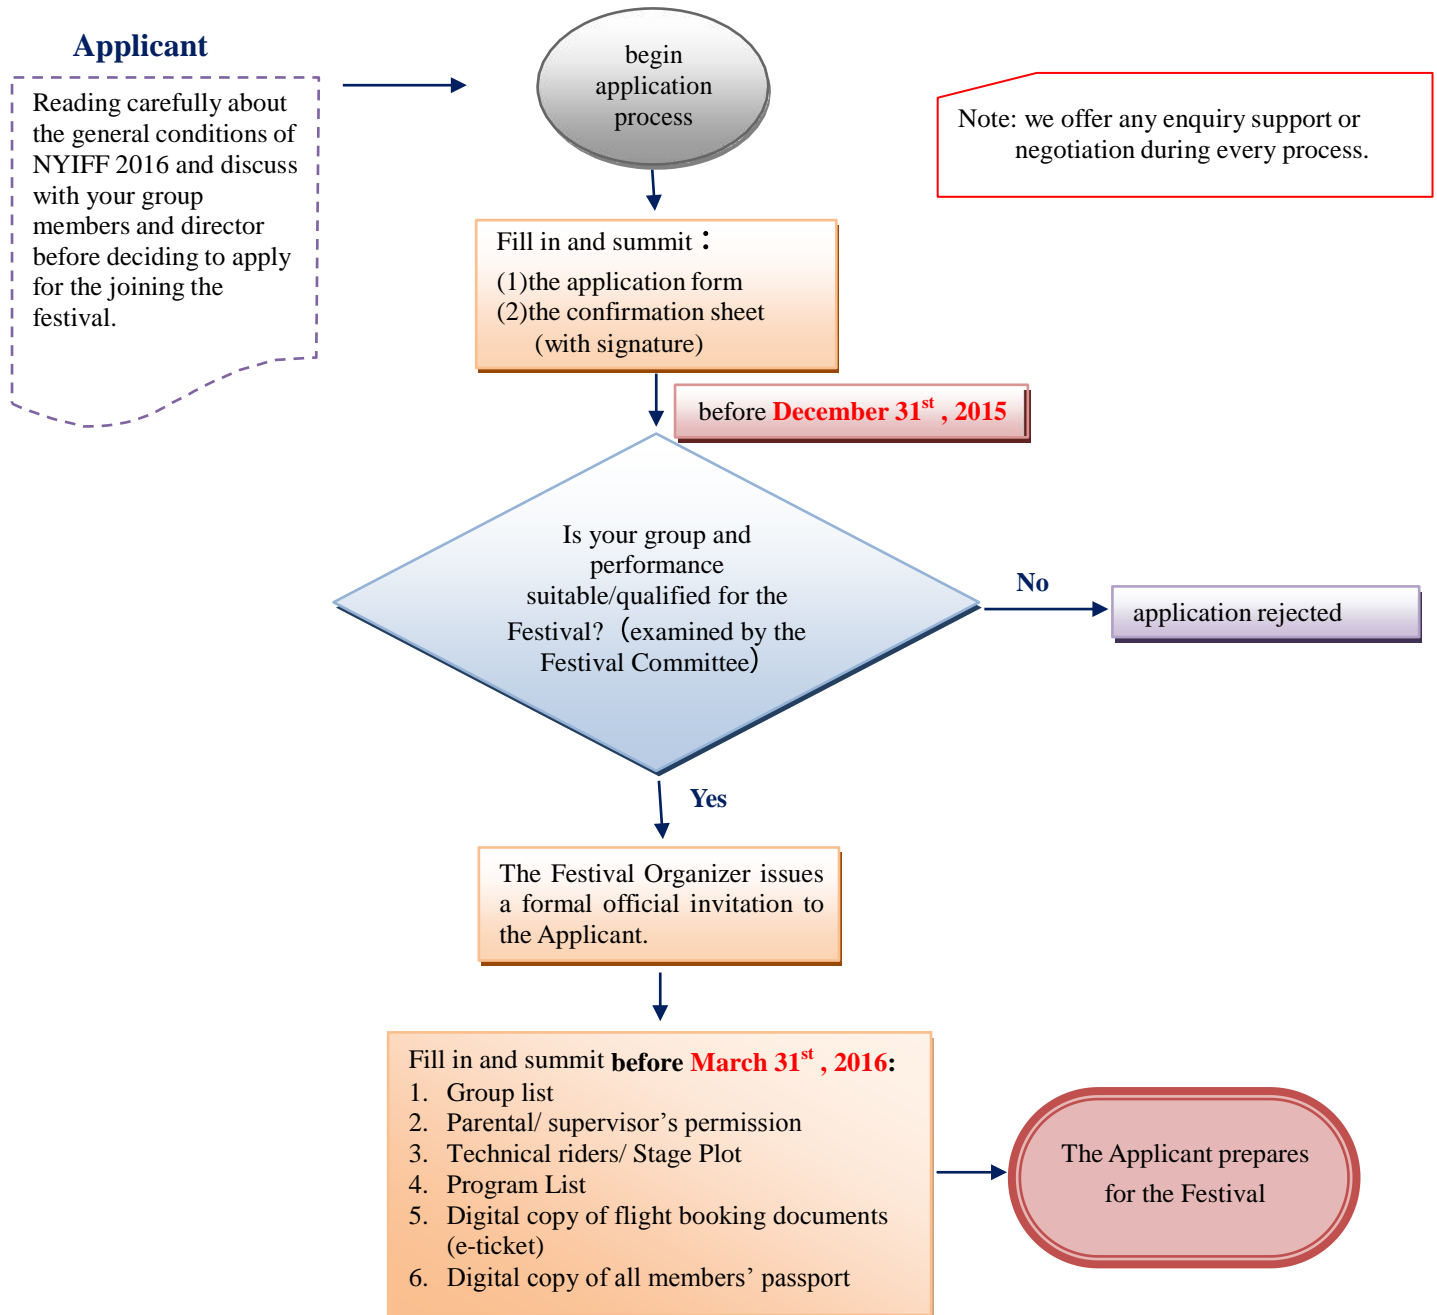 Applicant
Reading carefully about
the general conditions of
NYIFF 2016 and discuss
with your group
members and director
before deciding to apply
for the joining the
festival.
begin
application
process
Note: we offer any enquiry support or
negotiation during every process.
Fill in and summit：
(1)the application form
(2)the confirmation sheet
(with signature)
before December 31st , 2015
Is your group and
performance
suitable/qualified for the
Festival?（examined by the
Festival Committee）
No
application rejected
Yes
The Festival Organizer issues
a formal official invitation to
the Applicant.
Fill in and summit before March 31st , 2016:
1. Group list
2. Parental/ supervisor’s permission
3. Technical riders/ Stage Plot
4. Program List
5. Digital copy of flight booking documents
(e-ticket)
6. Digital copy of all members’ passport
The Applicant prepares
for the Festival